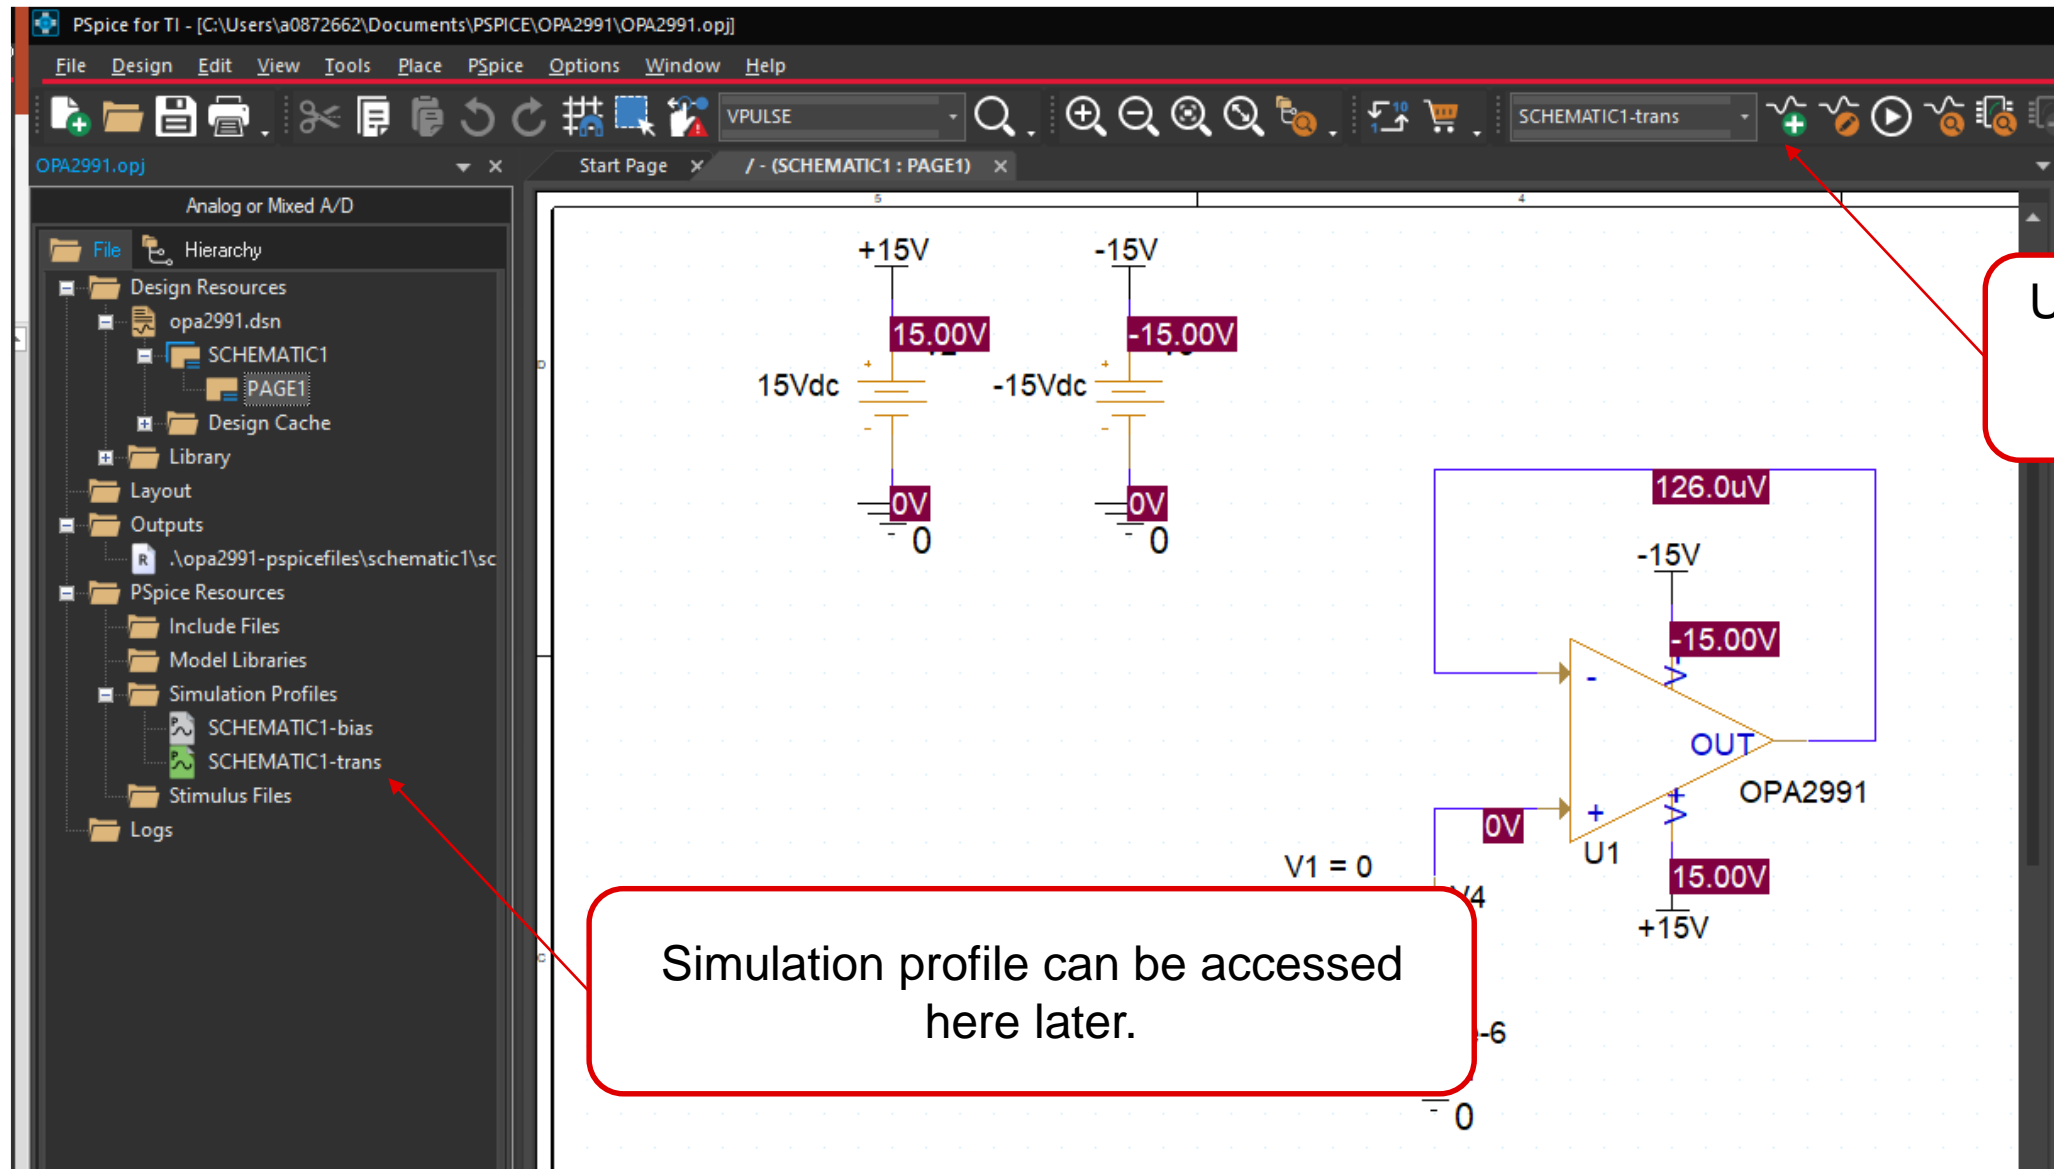 PSpice for TI - [C:\Users\a0872662\Documents\PSPICE\OPA2991\OPA2991.opj]
File Design Edit View Tools Place PSpice Options Window Help
VPULSE
SCHEMATIC1-trans
OPA2991.opj
Start Page
/ - (SCHEMATIC1 : PAGE1)
Analog or Mixed A/D
File Hierarchy
Design Resources
opa2991.dsn
SCHEMATIC1
PAGE1
Design Cache
Library
Layout
Outputs
.\opa2991-pspicefiles\schematic1\sc
PSpice Resources
Include Files
Model Libraries
Simulation Profiles
SCHEMATIC1-bias
SCHEMATIC1-trans
Stimulus Files
Logs
5 4
D
C
+15V
15.00V
15Vdc
+
-
0V
0
-15V
-15.00V
-15Vdc
+
-
0V
0
U
126.0uV
-15V
-15.00V
V-
-
OUT
OPA2991
+
V+
0V
U1
15.00V
+15V
V1 = 0
-6
0
Simulation profile can be accessed
here later.